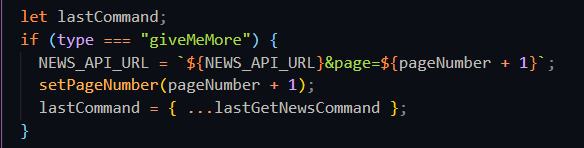 let lastCommand;
if (type === "giveMeMore") {
NEWS_API_URL = `${NEWS_API_URL}&page=${pageNumber + 1}`;
setPageNumber(pageNumber + 1);
lastCommand = { ...lastGetNewsCommand };
}